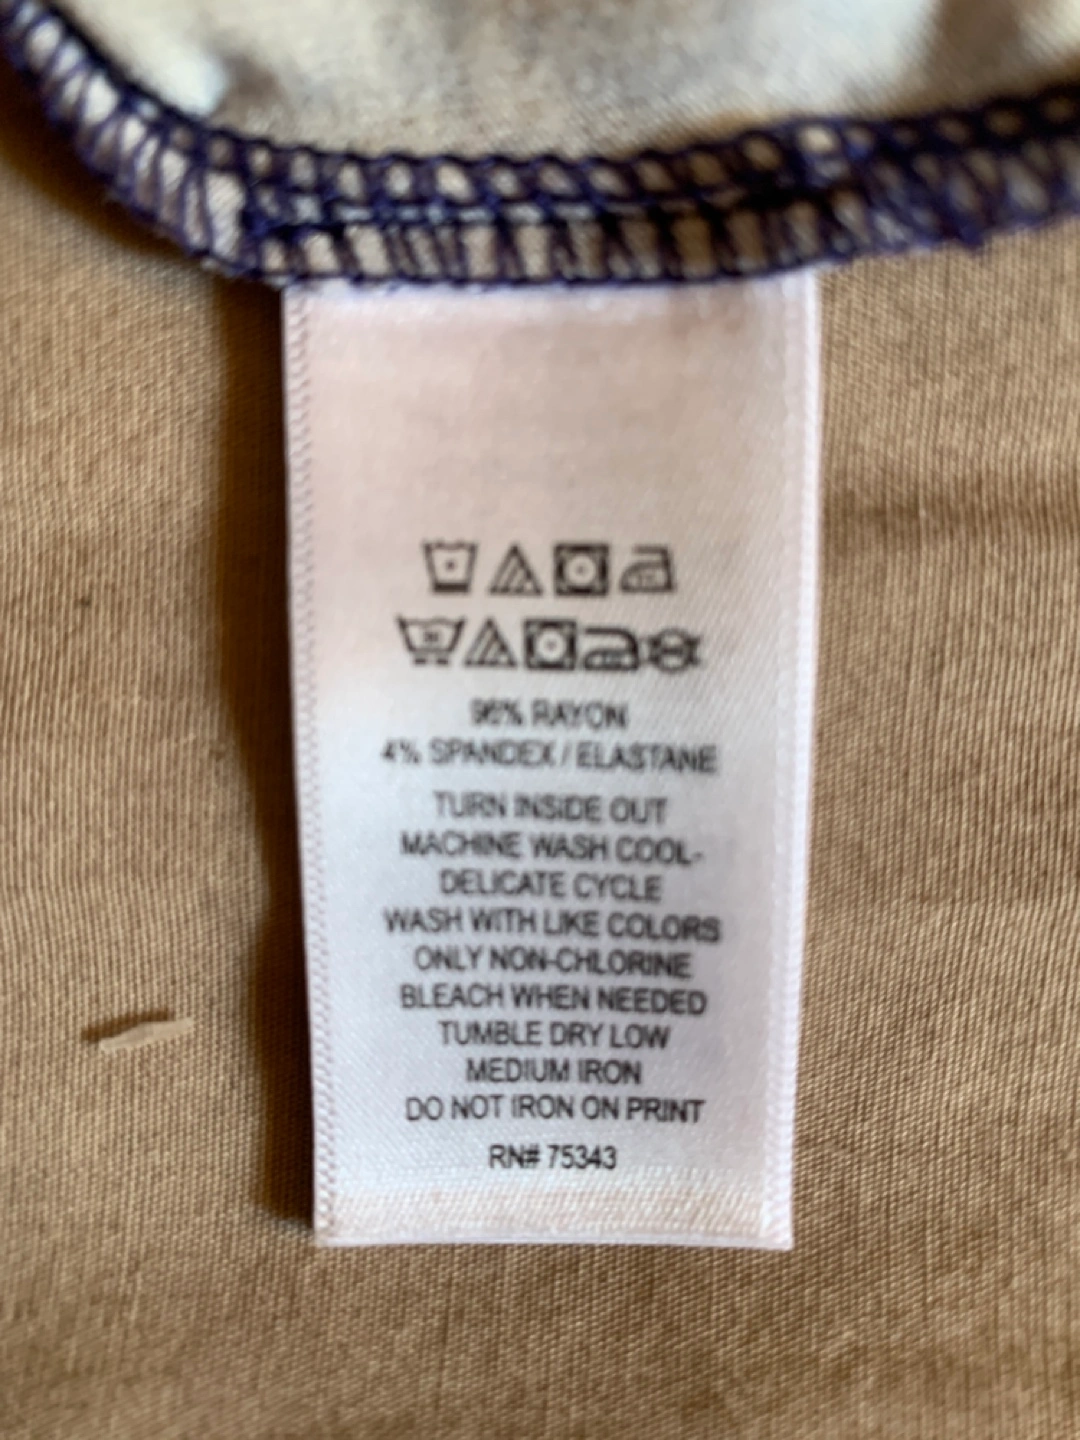 96% RAYON
4% SPANDEX / ELASTANE
TURN INSIDE OUT
MACHINE WASH COOL-
DELICATE CYCLE
WASH WITH LIKE COLORS
ONLY NON-CHLORINE
BLEACH WHEN NEEDED
TUMBLE DRY LOW
MEDIUM IRON
DO NOT IRON ON PRINT
RN# 75343